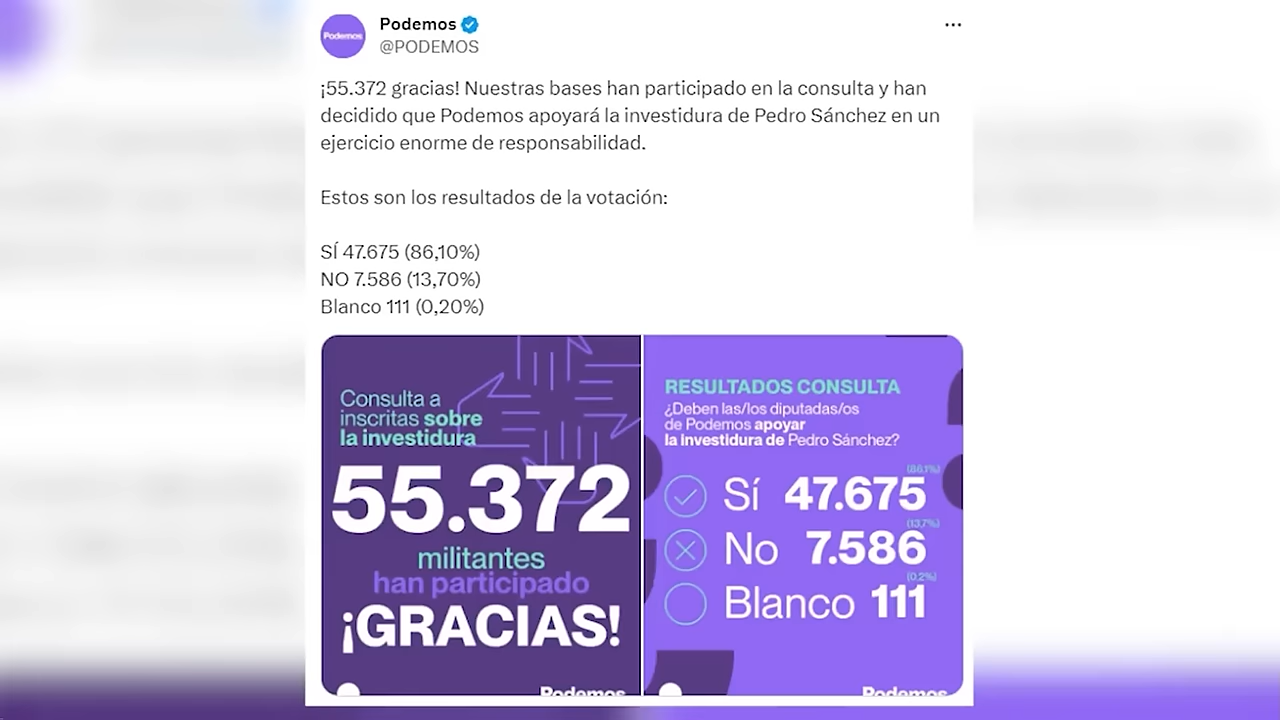 Podemos
Podemos
@PODEMOS
¡55.372 gracias! Nuestras bases han participado en la consulta y han
decidido que Podemos apoyará la investidura de Pedro Sánchez en un
ejercicio enorme de responsabilidad.
Estos son los resultados de la votación:
SÍ 47.675 (86,10%)
NO 7.586 (13,70%)
Blanco 111 (0,20%)
Consulta a
inscritas sobre
la investidura
55.372
militantes
han participado
¡GRACIAS!
Podemos
RESULTADOS CONSULTA
¿Deben las/los diputadas/os
de Podemos apoyar
la investidura de Pedro Sánchez?
(86,1%)
Sí 47.675
(13,7%)
No 7.586
(0,2%)
Blanco 111
Podemos